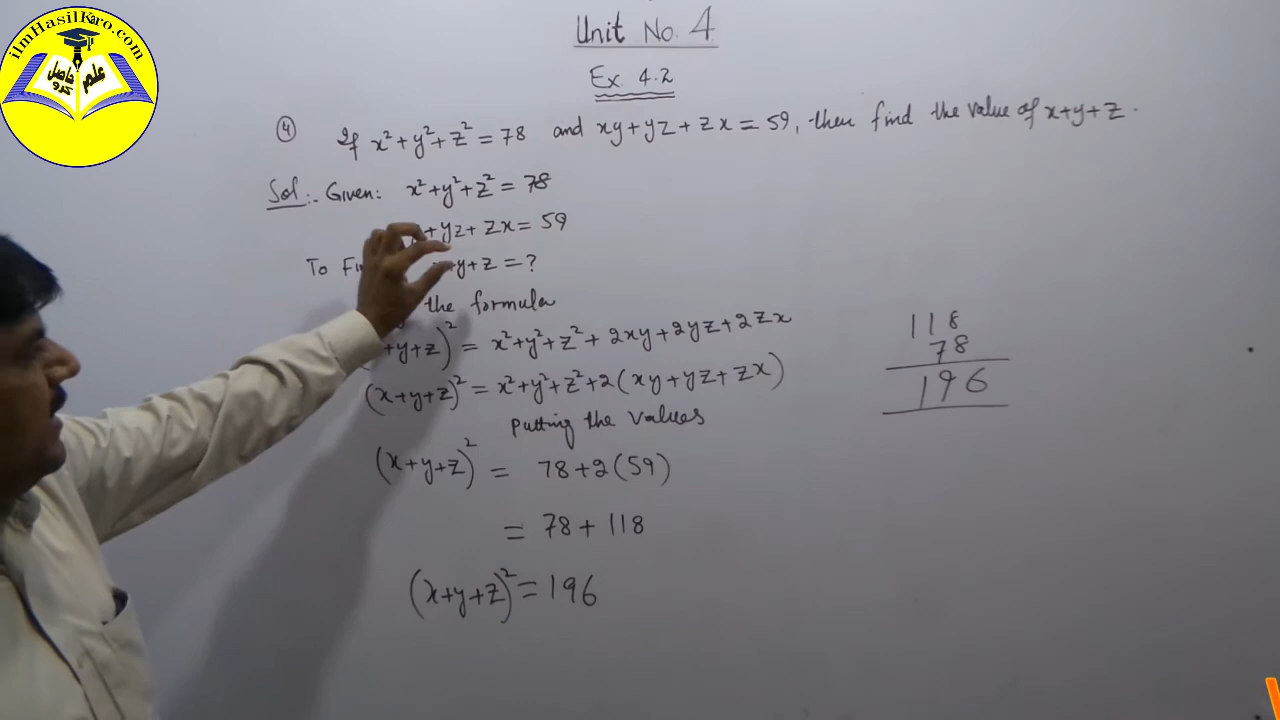 ilmHasilKaro.com
علم حاصل کرو
Unit No. 4
Ex. 4.2
④ If x²+y²+z² = 78 and xy+yz+zx = 59, then find the value of x+y+z.
Sol:- Given: x²+y²+z² = 78
+yz+zx = 59
To +y+z = ?
the formula
+y+z)² = x²+y²+z²+2xy+2yz+2zx
(x+y+z)² = x²+y²+z²+2(xy+yz+zx)
putting the values
(x+y+z)² = 78+2(59)
= 78+118
(x+y+z)² = 196
118
78
196